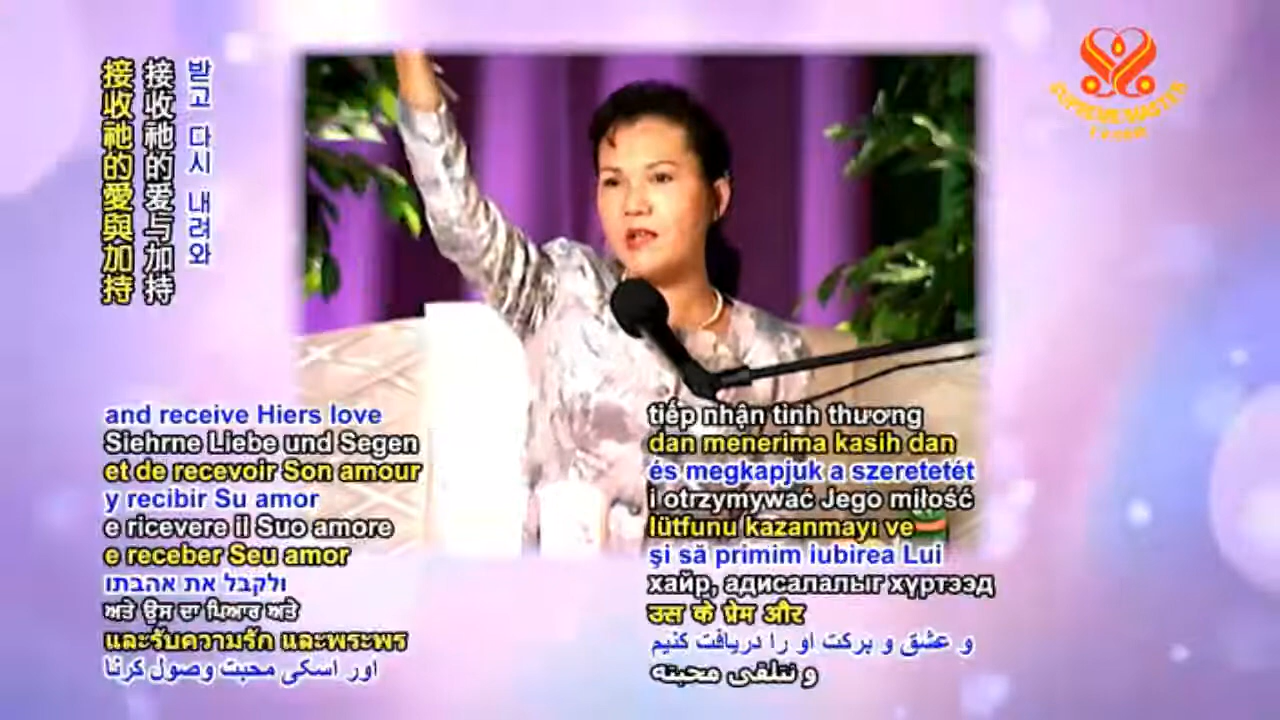 接收祂的愛與加持
接收祂的爱与加持
받고 다시 내려와
SUPREME MASTER
and receive Hiers love
Siehrne Liebe und Segen
et de recevoir Son amour
y recibir Su amor
e ricevere il Suo amore
e receber Seu amor
ולקבל את אהבתו
ਅਤੇ ਉਸ ਦਾ ਪਿਆਰ ਅਤੇ
และรับความรัก และพระพร
اور اسکی محبت وصول کرنا
tiếp nhận tình thương
dan menerima kasih dan
és megkapjuk a szeretetét
i otrzymywać Jego miłość
lütfunu kazanmayı ve
şi să primim iubirea Lui
хайр, адисалалыг хүртээд
उस के प्रेम और
و عشق و برکت او را دریافت کنیم
و نتلقى محبته